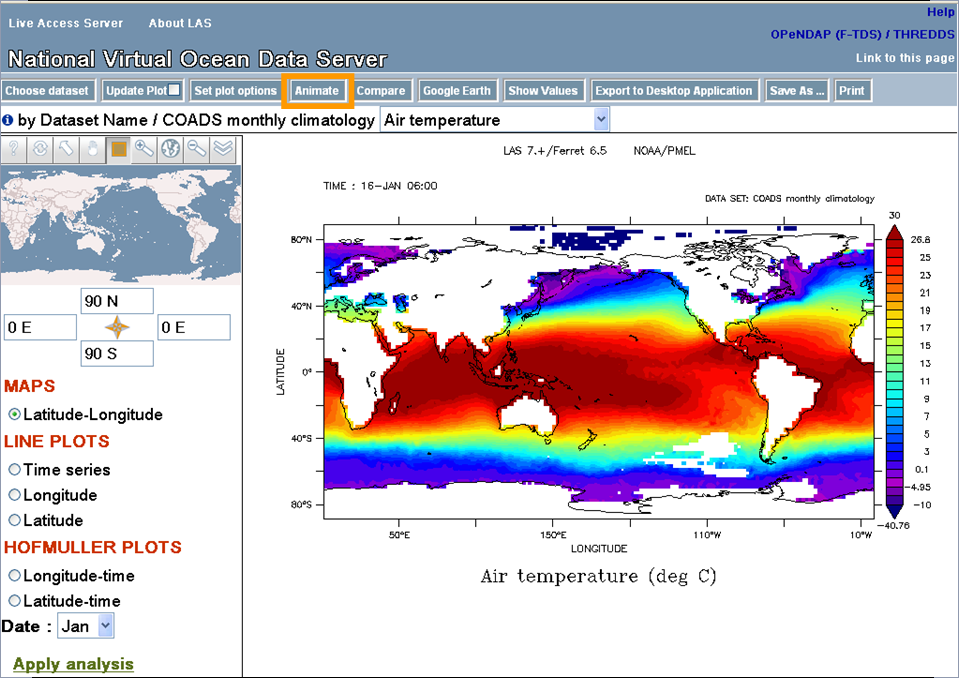 Live Access Server About LAS Help
OPeNDAP (F-TDS) / THREDDS
National Virtual Ocean Data Server Link to this page
Choose dataset Update Plot Set plot options Animate Compare Google Earth Show Values Export to Desktop Application Save As ... Print
by Dataset Name / COADS monthly climatology Air temperature
LAS 7.+/Ferret 6.5 NOAA/PMEL
TIME : 16-JAN 06:00
DATA SET: COADS monthly climatology
90 N
0 E 0 E
90 S
MAPS
Latitude-Longitude
LINE PLOTS
Time series
Longitude
Latitude
HOFMULLER PLOTS
Longitude-time
Latitude-time
Date : Jan
Apply analysis
80°N
40°N
0°
40°S
80°S
LATITUDE
50°E 150°E 110°W 10°W
LONGITUDE
Air temperature (deg C)
30
26.8
25
23
21
19
17
15
13
11
9
7
5
3
0.1
-4.95
-10
-40.76